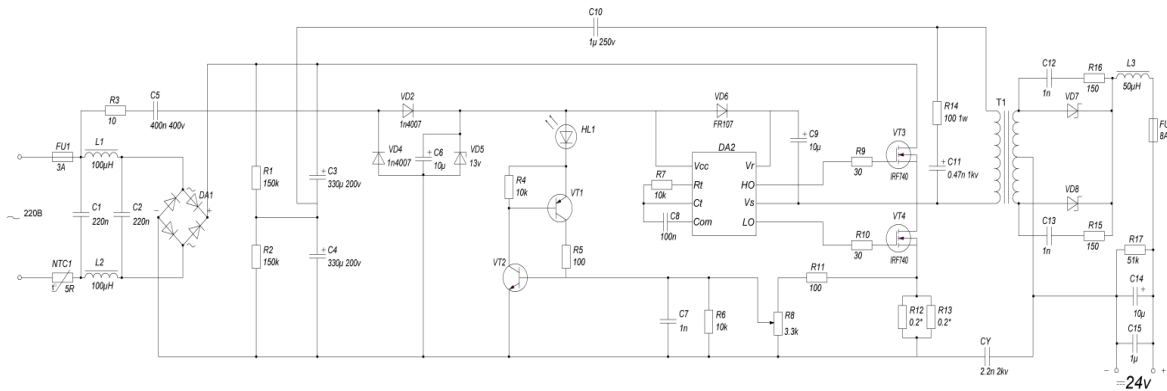 C10
1µ 250v
R3
10
C5
400n 400v
FU1
3A
L1
100µH
~ 220B
C1
220n
C2
220n
DA1
~
-
+
~
NTC1
5R
L2
100µH
R1
150k
R2
150k
C3
+
330µ 200v
C4
+
330µ 200v
VD2
1n4007
VD4
1n4007
C6
+
10µ
VD5
13v
HL1
R4
10k
VT1
R5
100
VT2
VD6
FR107
DA2
Vcc
Vr
Rt
HO
Ct
Vs
Com
LO
R7
10k
C8
100n
C9
+
10µ
R9
30
VT3
IRF740
R10
30
VT4
IRF740
R14
100 1w
C11
+
0.47n 1kv
T1
C12
1n
R16
150
L3
50µH
VD7
FU
8A
VD8
C13
1n
R15
150
R11
100
R12
0.2*
R13
0.2*
C7
1n
R6
10k
R8
3.3k
CY
2.2n 2kv
R17
51k
C14
+
10µ
C15
1µ
- +
=24v